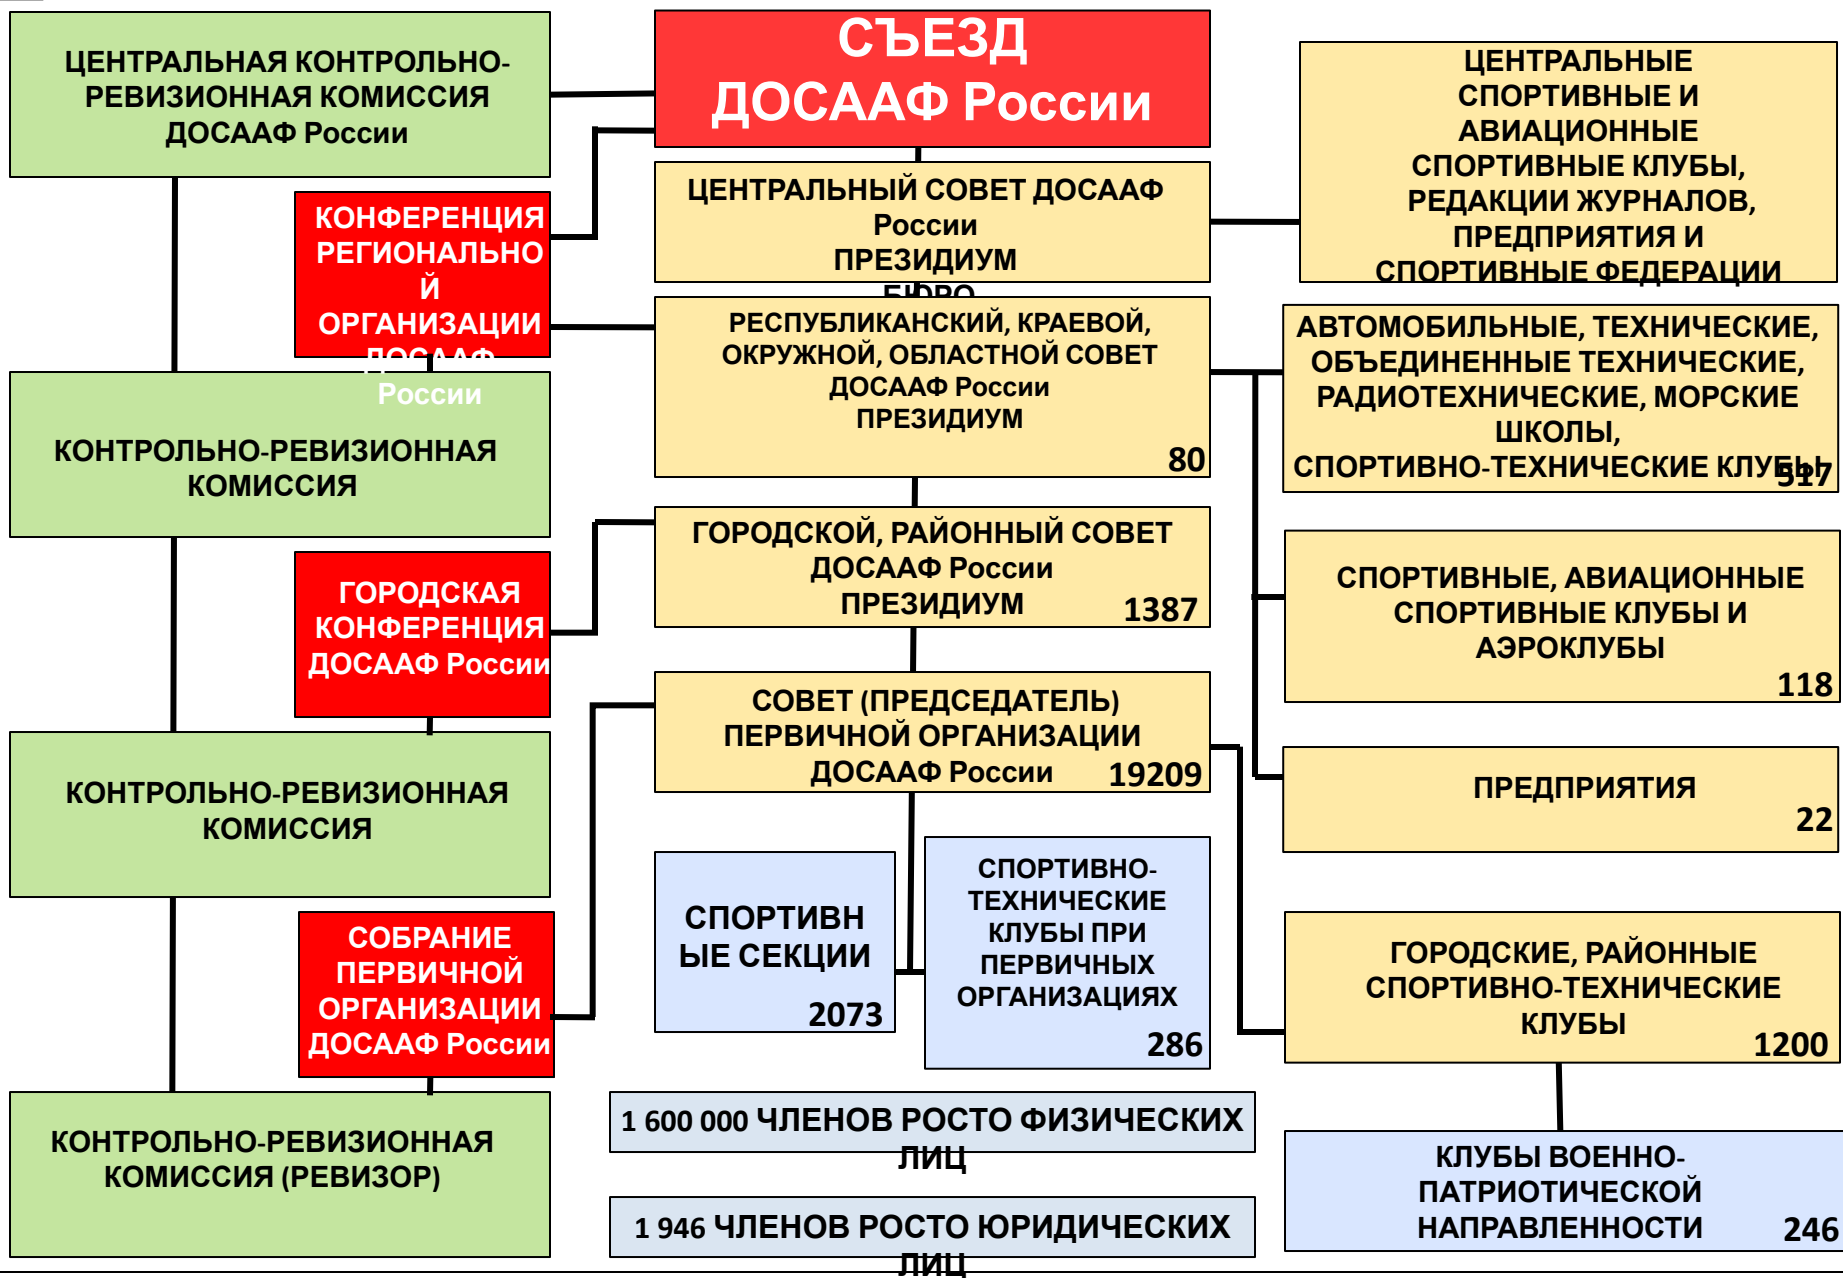 ЦЕНТРАЛЬНАЯ КОНТРОЛЬНО-
РЕВИЗИОННАЯ КОМИССИЯ
ДОСААФ России
СЪЕЗД
ДОСААФ России
ЦЕНТРАЛЬНЫЕ
СПОРТИВНЫЕ И
АВИАЦИОННЫЕ
СПОРТИВНЫЕ КЛУБЫ,
РЕДАКЦИИ ЖУРНАЛОВ,
ПРЕДПРИЯТИЯ И
СПОРТИВНЫЕ ФЕДЕРАЦИИ
КОНФЕРЕНЦИЯ
РЕГИОНАЛЬНО
Й
ОРГАНИЗАЦИИ
ДОСААФ
России
ЦЕНТРАЛЬНЫЙ СОВЕТ ДОСААФ
России
ПРЕЗИДИУМ
БЮРО
РЕСПУБЛИКАНСКИЙ, КРАЕВОЙ,
ОКРУЖНОЙ, ОБЛАСТНОЙ СОВЕТ
ДОСААФ России
ПРЕЗИДИУМ
80
АВТОМОБИЛЬНЫЕ, ТЕХНИЧЕСКИЕ,
ОБЪЕДИНЕННЫЕ ТЕХНИЧЕСКИЕ,
РАДИОТЕХНИЧЕСКИЕ, МОРСКИЕ
ШКОЛЫ,
СПОРТИВНО-ТЕХНИЧЕСКИЕ КЛУБЫ
517
КОНТРОЛЬНО-РЕВИЗИОННАЯ
КОМИССИЯ
ГОРОДСКОЙ, РАЙОННЫЙ СОВЕТ
ДОСААФ России
ПРЕЗИДИУМ
1387
СПОРТИВНЫЕ, АВИАЦИОННЫЕ
СПОРТИВНЫЕ КЛУБЫ И
АЭРОКЛУБЫ
118
ГОРОДСКАЯ
КОНФЕРЕНЦИЯ
ДОСААФ России
СОВЕТ (ПРЕДСЕДАТЕЛЬ)
ПЕРВИЧНОЙ ОРГАНИЗАЦИИ
ДОСААФ России
19209
КОНТРОЛЬНО-РЕВИЗИОННАЯ
КОМИССИЯ
ПРЕДПРИЯТИЯ
22
СПОРТИВН
ЫЕ СЕКЦИИ
2073
СПОРТИВНО-
ТЕХНИЧЕСКИЕ
КЛУБЫ ПРИ
ПЕРВИЧНЫХ
ОРГАНИЗАЦИЯХ
286
СОБРАНИЕ
ПЕРВИЧНОЙ
ОРГАНИЗАЦИИ
ДОСААФ России
ГОРОДСКИЕ, РАЙОННЫЕ
СПОРТИВНО-ТЕХНИЧЕСКИЕ
КЛУБЫ
1200
КОНТРОЛЬНО-РЕВИЗИОННАЯ
КОМИССИЯ (РЕВИЗОР)
1 600 000 ЧЛЕНОВ РОСТО ФИЗИЧЕСКИХ
ЛИЦ
1 946 ЧЛЕНОВ РОСТО ЮРИДИЧЕСКИХ
ЛИЦ
КЛУБЫ ВОЕННО-
ПАТРИОТИЧЕСКОЙ
НАПРАВЛЕННОСТИ
246